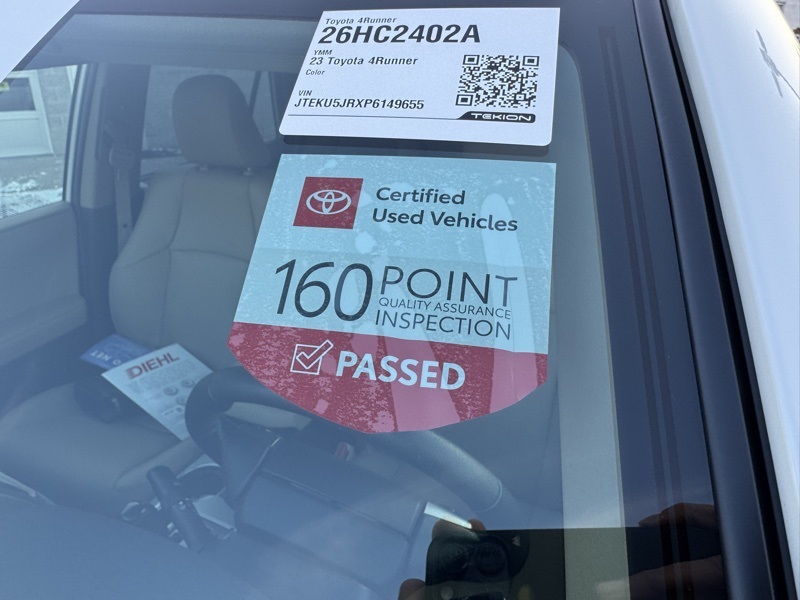 Toyota 4Runner
26HC2402A
YMM
23 Toyota 4Runner
Color
VIN
JTEKU5JRXP6149655
TEKION
Certified
Used Vehicles
160 POINT
QUALITY ASSURANCE
INSPECTION
PASSED
DIEHL